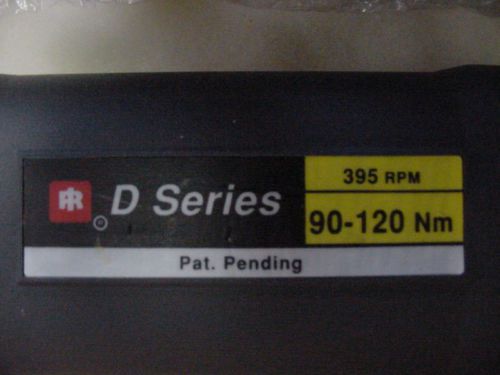 IR ® D Series
395 RPM
90-120 Nm
Pat. Pending